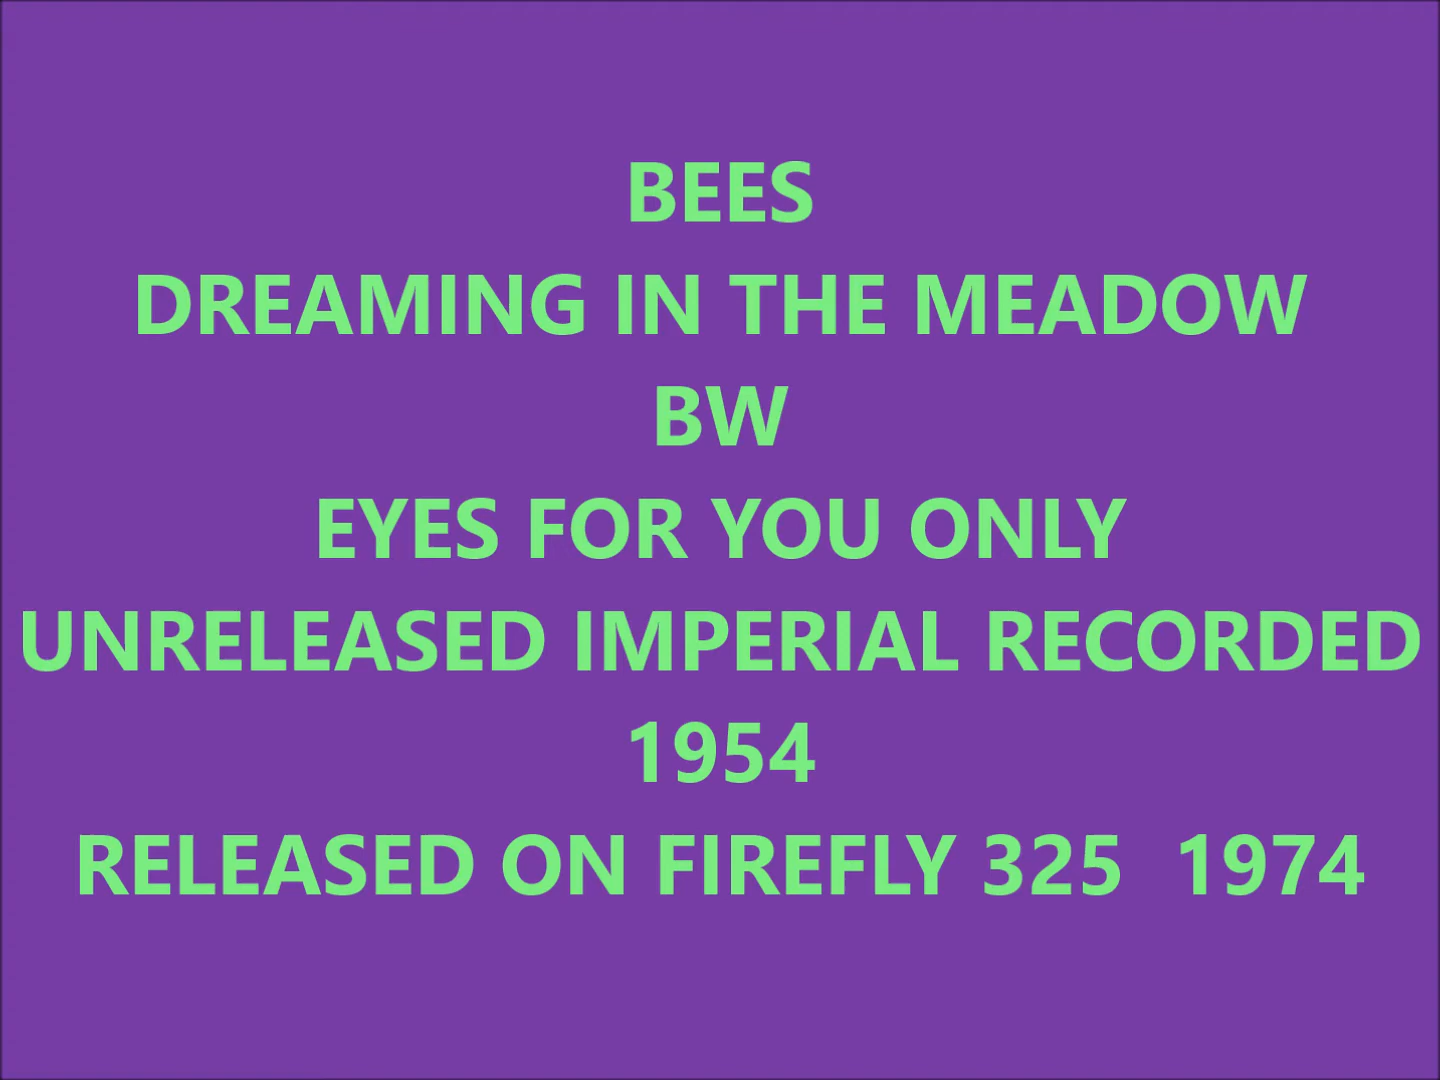 BEES
DREAMING IN THE MEADOW
BW
EYES FOR YOU ONLY
UNRELEASED IMPERIAL RECORDED
1954
RELEASED ON FIREFLY 325  1974